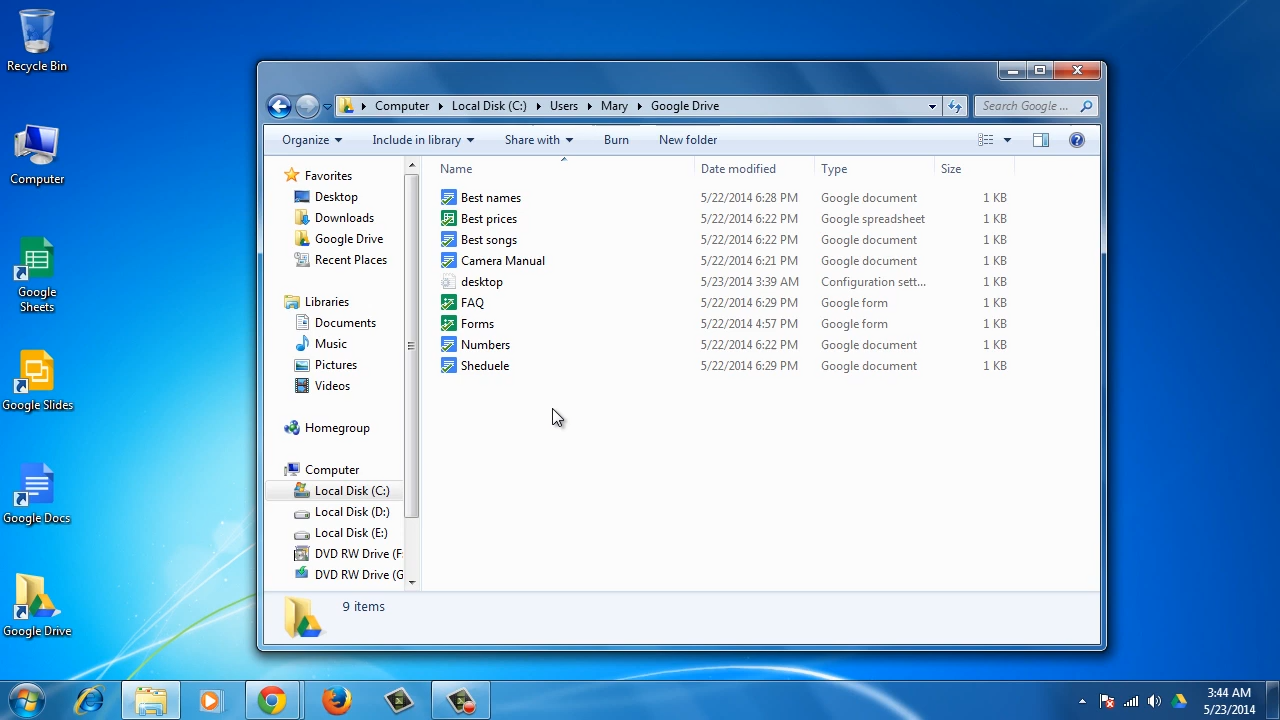 Recycle Bin
Computer
Google
Sheets
Google Slides
Google Docs
Google Drive
Computer Local Disk (C:) Users Mary Google Drive
Search Google ...
Organize Include in library Share with Burn New folder
Favorites
Desktop
Downloads
Google Drive
Recent Places
Libraries
Documents
Music
Pictures
Videos
Homegroup
Computer
Local Disk (C:)
Local Disk (D:)
Local Disk (E:)
DVD RW Drive (F
DVD RW Drive (G
Name Date modified Type Size
Best names 5/22/2014 6:28 PM Google document 1 KB
Best prices 5/22/2014 6:22 PM Google spreadsheet 1 KB
Best songs 5/22/2014 6:22 PM Google document 1 KB
Camera Manual 5/22/2014 6:21 PM Google document 1 KB
desktop 5/23/2014 3:39 AM Configuration sett... 1 KB
FAQ 5/22/2014 6:29 PM Google form 1 KB
Forms 5/22/2014 4:57 PM Google form 1 KB
Numbers 5/22/2014 6:22 PM Google document 1 KB
Sheduele 5/22/2014 6:29 PM Google document 1 KB
9 items
3:44 AM
5/23/2014